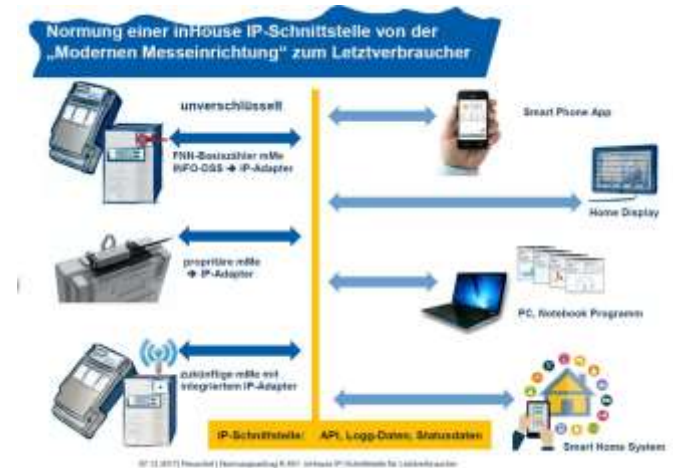 Normung einer inHouse IP-Schnittstelle von der
„Modernen Messeinrichtung“ zum Letztverbraucher
unverschlüsselt
Smart Phone App
FNN-Basiszähler mMe
INFO-DSS → IP-Adapter
Home Display
propritäre mMe
→ IP-Adapter
PC, Notebook Programm
zukünftige mMe mit
integriertem IP-Adapter
IP-Schnittstelle: API, Logg-Daten, Statusdaten
Smart Home System